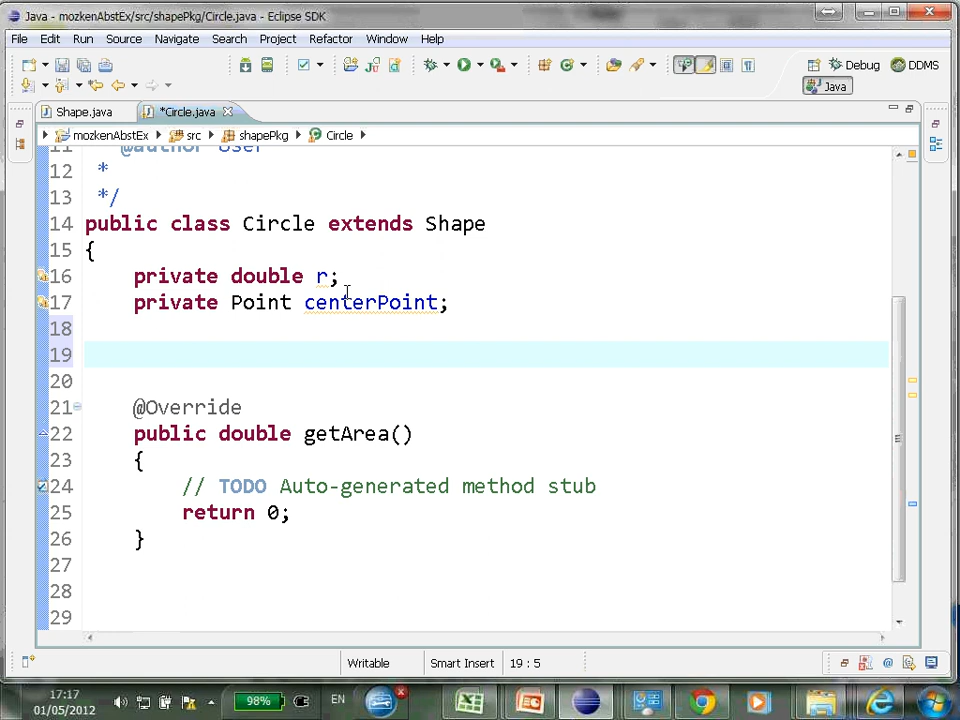 Java - mozkenAbstEx/src/shapePkg/Circle.java - Eclipse SDK
File Edit Run Source Navigate Search Project Refactor Window Help
Debug DDMS
Java
Shape.java *Circle.java
mozkenAbstEx src shapePkg Circle
11 @author User
12 *
13 */
14 public class Circle extends Shape
15 {
16 private double r;
17 private Point centerPoint;
18
19
20
21 @Override
22 public double getArea()
23 {
24 // TODO Auto-generated method stub
25 return 0;
26 }
27
28
29
Writable Smart Insert 19 : 5
17:17
01/05/2012
98%
EN